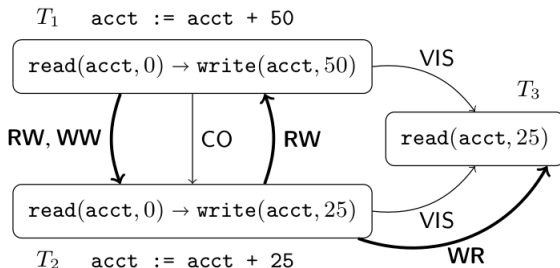 T₁ acct := acct + 50
read(acct, 0) → write(acct, 50)
VIS
T₃
RW, WW
CO
RW
read(acct, 25)
read(acct, 0) → write(acct, 25)
VIS
WR
T₂ acct := acct + 25